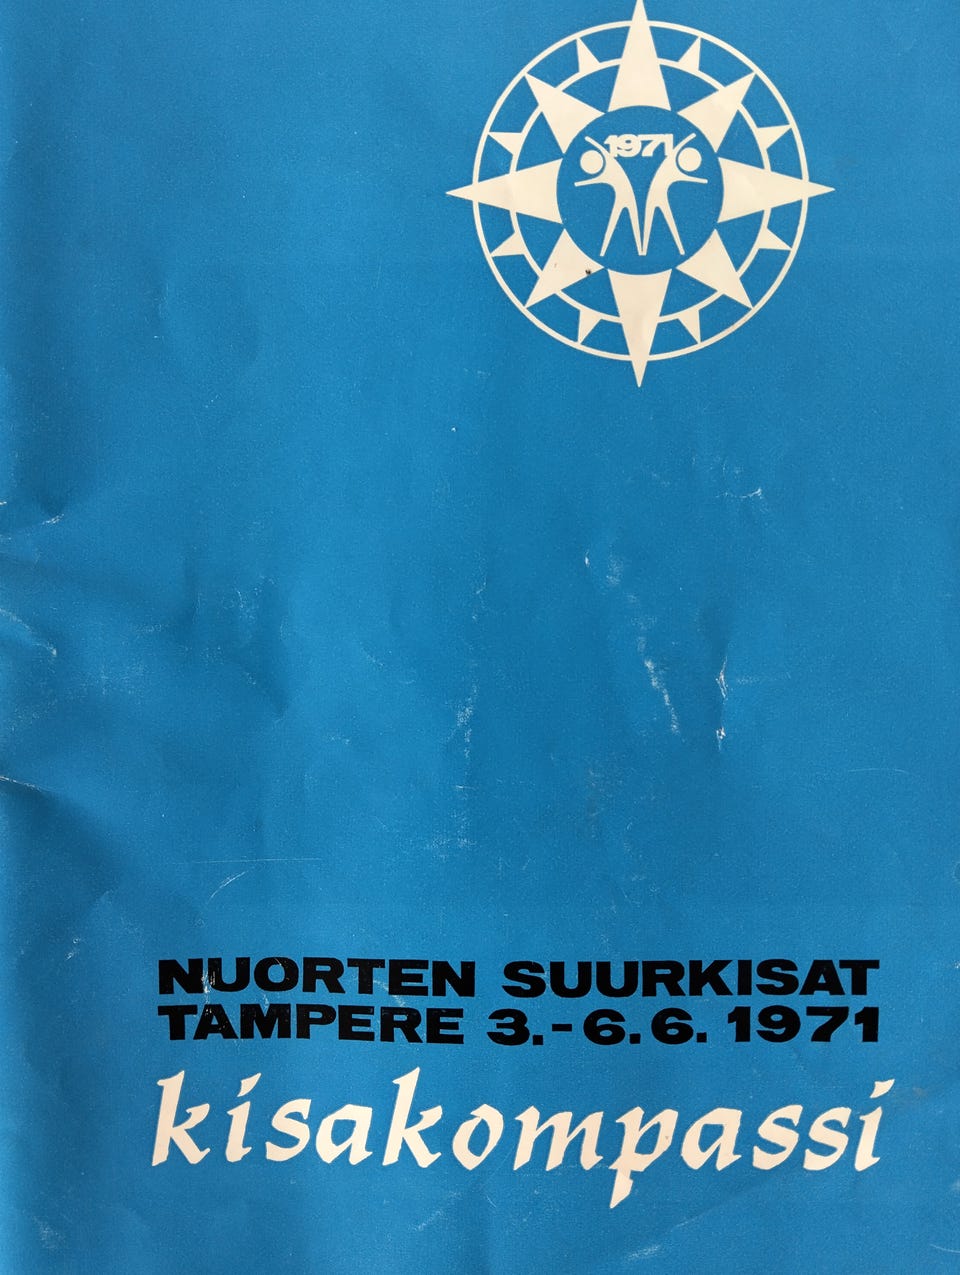 1971
NUORTEN SUURKISAT
TAMPERE 3.-6.6.1971
kisakompassi